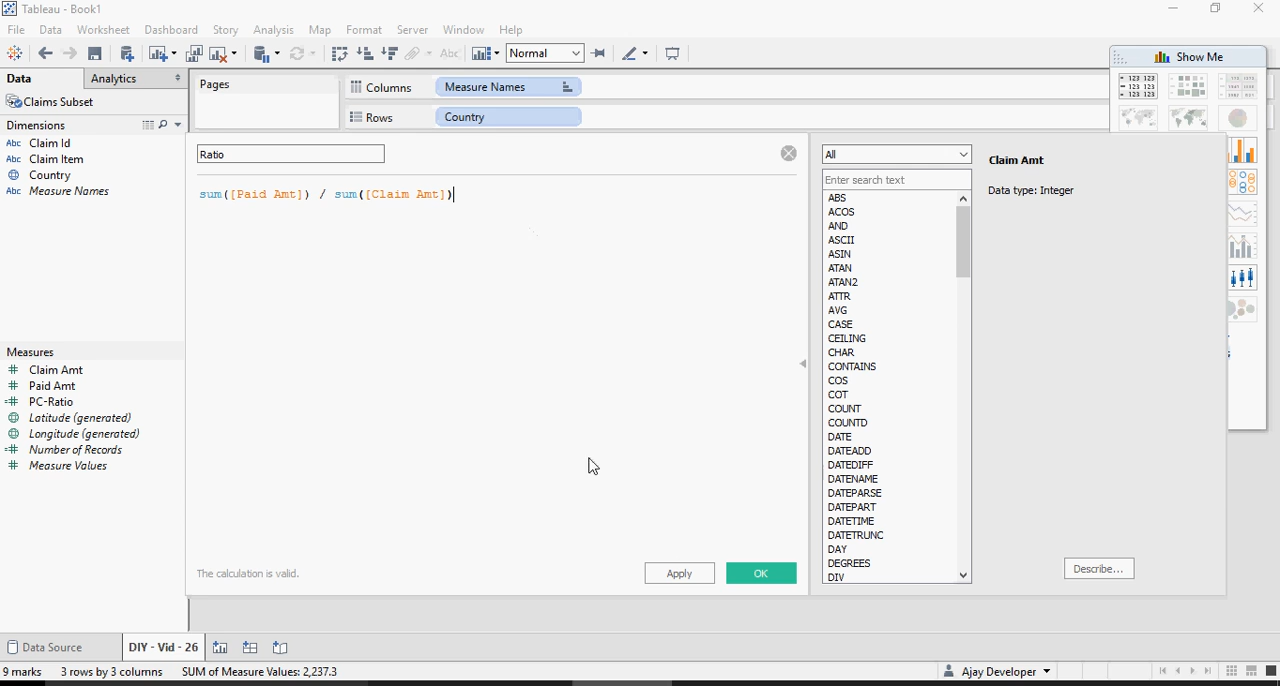 Tableau - Book1
File Data Worksheet Dashboard Story Analysis Map Format Server Window Help
Abc Normal
Show Me
Data Analytics
Claims Subset
Dimensions
Abc Claim Id
Abc Claim Item
Country
Abc Measure Names
Measures
# Claim Amt
# Paid Amt
=# PC-Ratio
Latitude (generated)
Longitude (generated)
=# Number of Records
# Measure Values
Pages
Columns Measure Names
Rows Country
Ratio
sum([Paid Amt]) / sum([Claim Amt])
The calculation is valid.
Apply OK
All
Enter search text
ABS
ACOS
AND
ASCII
ASIN
ATAN
ATAN2
ATTR
AVG
CASE
CEILING
CHAR
CONTAINS
COS
COT
COUNT
COUNTD
DATE
DATEADD
DATEDIFF
DATENAME
DATEPARSE
DATEPART
DATETIME
DATETRUNC
DAY
DEGREES
DIV
Claim Amt
Data type: Integer
Describe...
Data Source DIY - Vid - 26
9 marks 3 rows by 3 columns SUM of Measure Values: 2,237.3 Ajay Developer